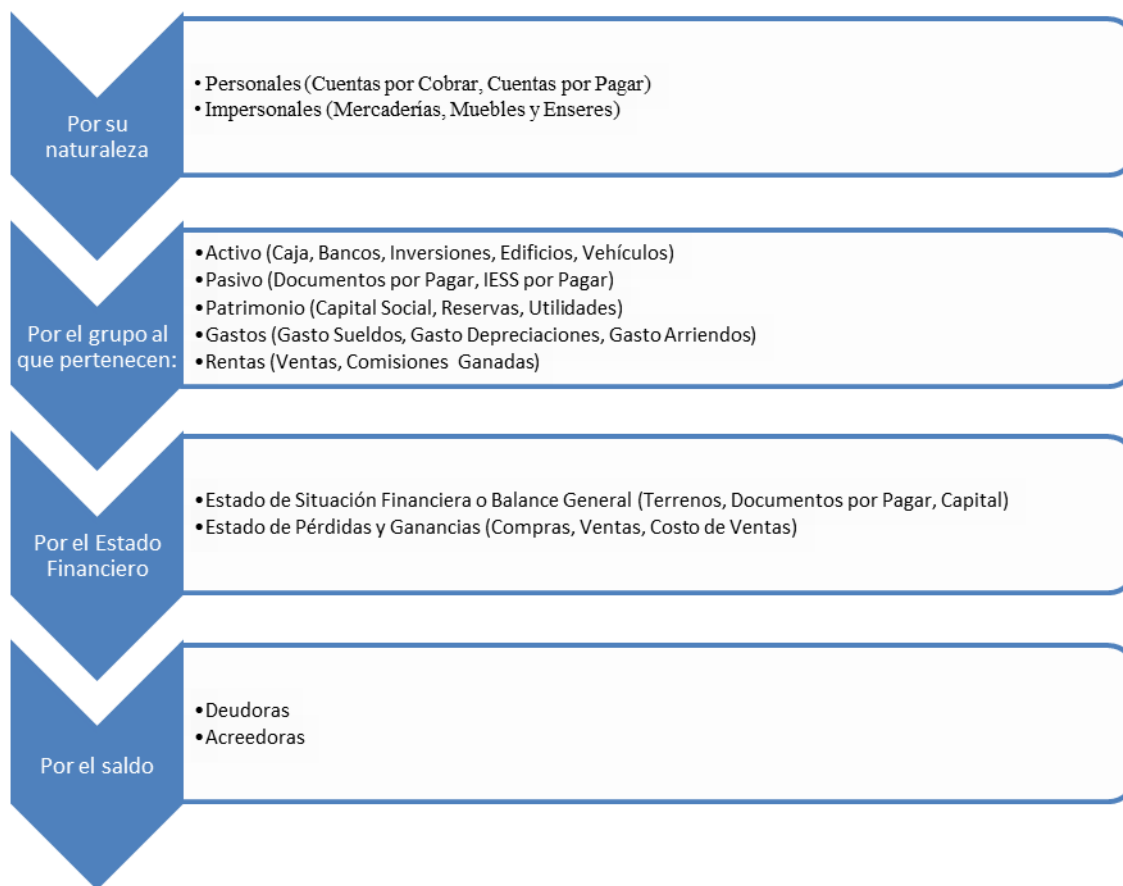 Por su
naturaleza
• Personales (Cuentas por Cobrar, Cuentas por Pagar)
• Impersonales (Mercaderías, Muebles y Enseres)
Por el grupo al
que pertenecen:
•Activo (Caja, Bancos, Inversiones, Edificios, Vehículos)
•Pasivo (Documentos por Pagar, IESS por Pagar)
•Patrimonio (Capital Social, Reservas, Utilidades)
•Gastos (Gasto Sueldos, Gasto Depreciaciones, Gasto Arriendos)
•Rentas (Ventas, Comisiones Ganadas)
Por el Estado
Financiero
•Estado de Situación Financiera o Balance General (Terrenos, Documentos por Pagar, Capital)
•Estado de Pérdidas y Ganancias (Compras, Ventas, Costo de Ventas)
Por el saldo
•Deudoras
•Acreedoras